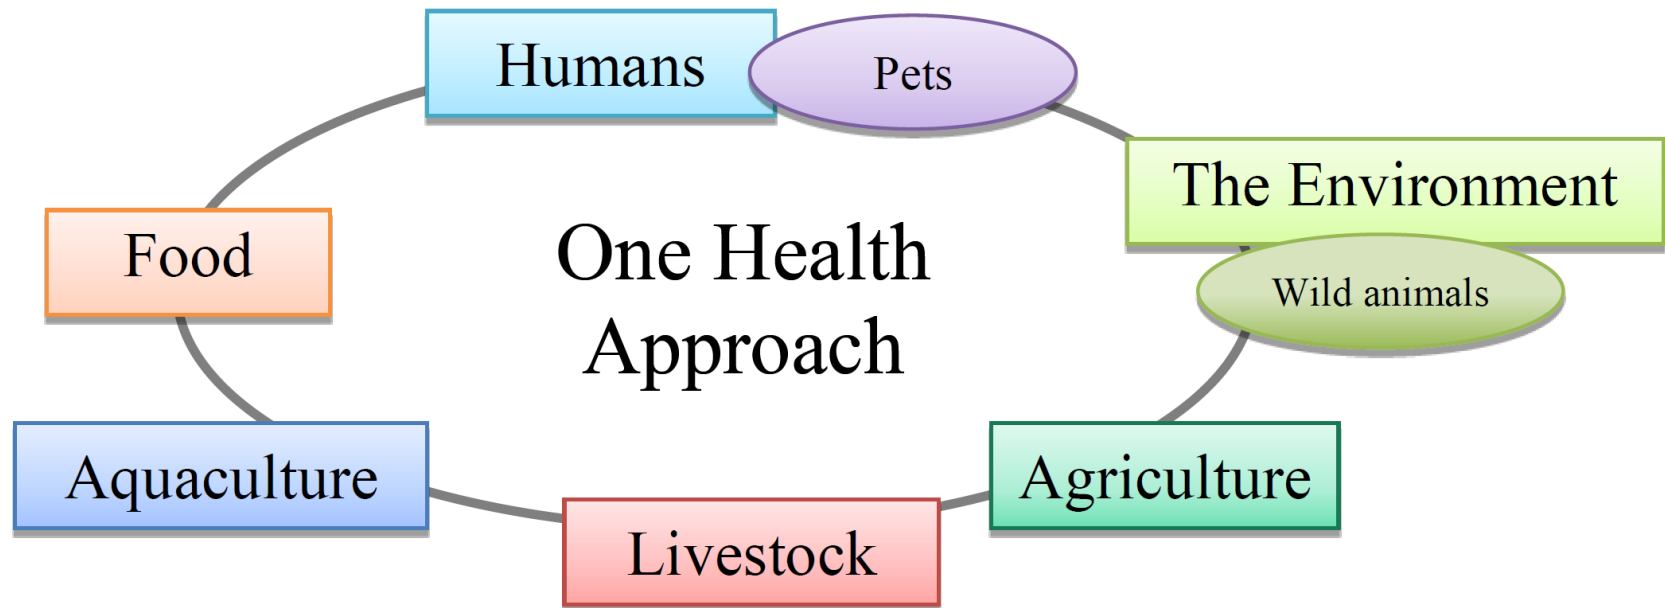 Humans
Pets
The Environment
Food
One Health
Approach
Wild animals
Aquaculture
Agriculture
Livestock